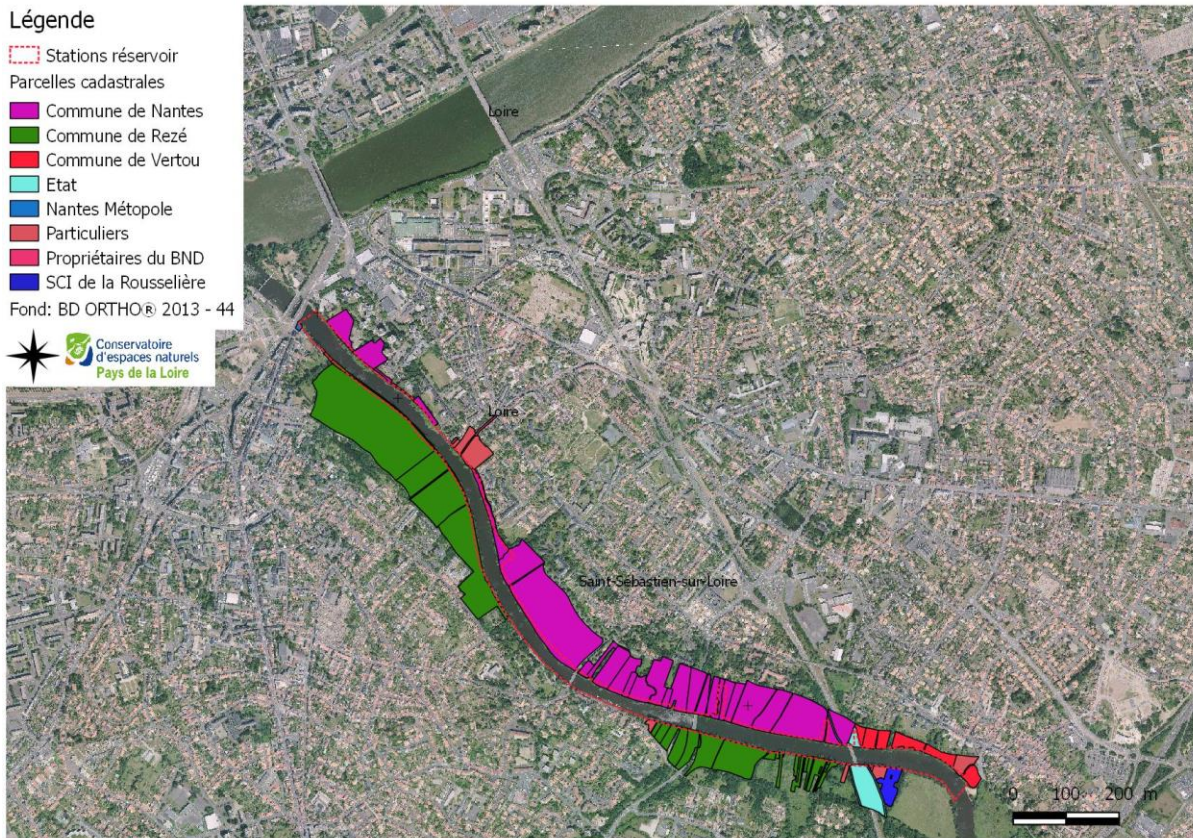 Légende
Stations réservoir
Parcelles cadastrales
Commune de Nantes
Commune de Rezé
Commune de Vertou
Etat
Nantes Métopole
Particuliers
Propriétaires du BND
SCI de la Rousselière
Fond: BD ORTHO® 2013 - 44
Conservatoire
d'espaces naturels
Pays de la Loire
Loire
Loire
Saint-Sébastien-sur-Loire
0 100 200 m